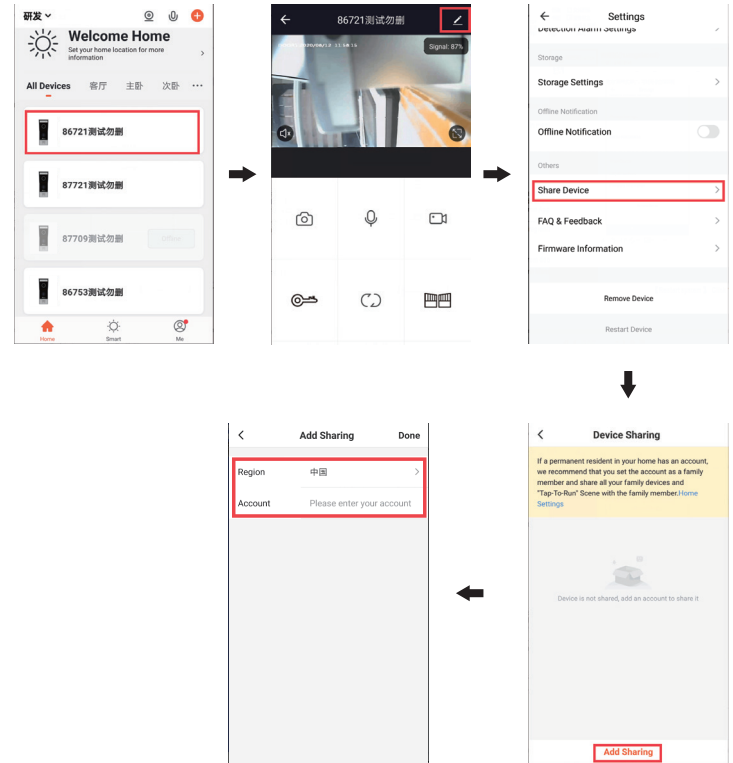 研发
Welcome Home
Set your home location for more
information
All Devices 客厅 主卧 次卧 ...
86721测试勿删
87721测试勿删
87709测试勿删
86753测试勿删
Home Smart Me
86721测试勿删
Signal: 87%
Settings
Detection Alarm Settings
Storage
Storage Settings
Offline Notification
Offline Notification
Others
Share Device
FAQ & Feedback
Firmware Information
Remove Device
Restart Device
Device Sharing
If a permanent resident in your home has an account,
we recommend that you set the account as a family
member and share all your family devices and
"Tap-To-Run" Scene with the family member.Home
Settings
Device is not shared, add an account to share it
Add Sharing
Add Sharing Done
Region 中国
Account Please enter your account